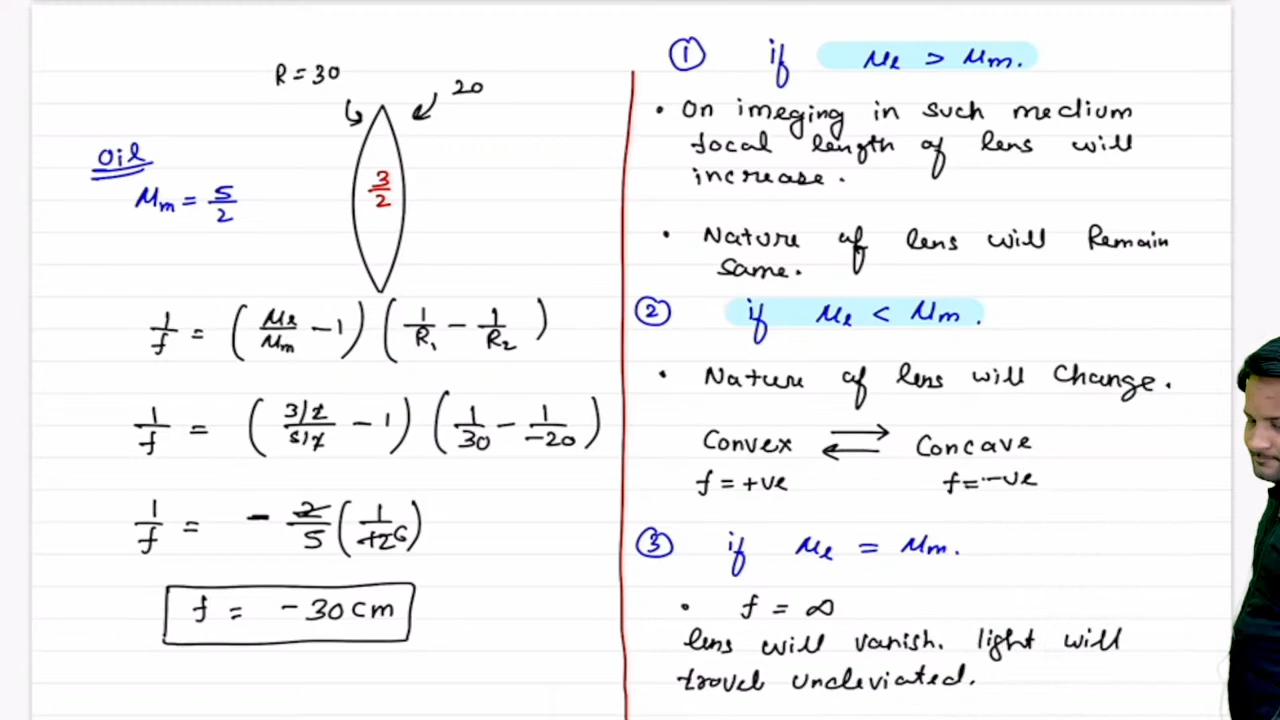 R = 30
20
Oil
μm = 5/2
3/2
1/f = (μl/μm - 1) (1/R1 - 1/R2)
1/f = (3/2 / 5/2 - 1) (1/30 - 1/-20)
1/f = - 2/5 (1/12 6)
f = - 30 cm
① if μl > μm.
• On imeging in such medium
focal length of lens will
increase.
• Nature of lens will Remain
same.
② if μl < μm.
• Nature of lens will Change.
Convex ⇄ Concave
f = +ve f = -ve
③ if μl = μm.
• f = ∞
lens will vanish. light will
travel undeviated.